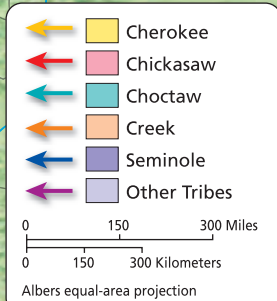 Cherokee
Chickasaw
Choctaw
Creek
Seminole
Other Tribes
0 150 300 Miles
0 150 300 Kilometers
Albers equal-area projection